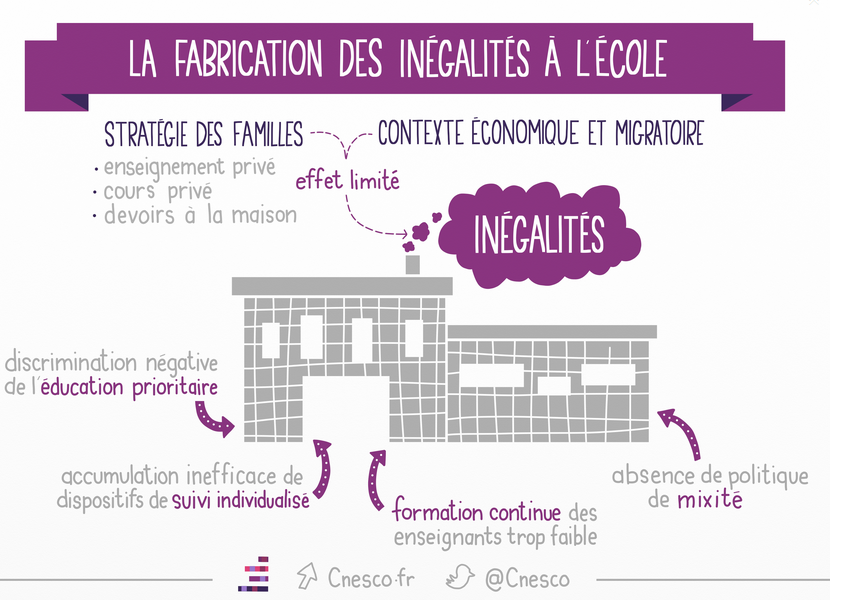 LA FABRICATION DES INÉGALITÉS À L'ÉCOLE
STRATÉGIE DES FAMILLES
• enseignement privé
• cours privé
• devoirs à la maison
CONTEXTE ÉCONOMIQUE ET MIGRATOIRE
effet limité
INÉGALITÉS
discrimination négative
de l'éducation prioritaire
accumulation inefficace de
dispositifs de suivi individualisé
formation continue des
enseignants trop faible
absence de politique
de mixité
Cnesco.fr
@Cnesco